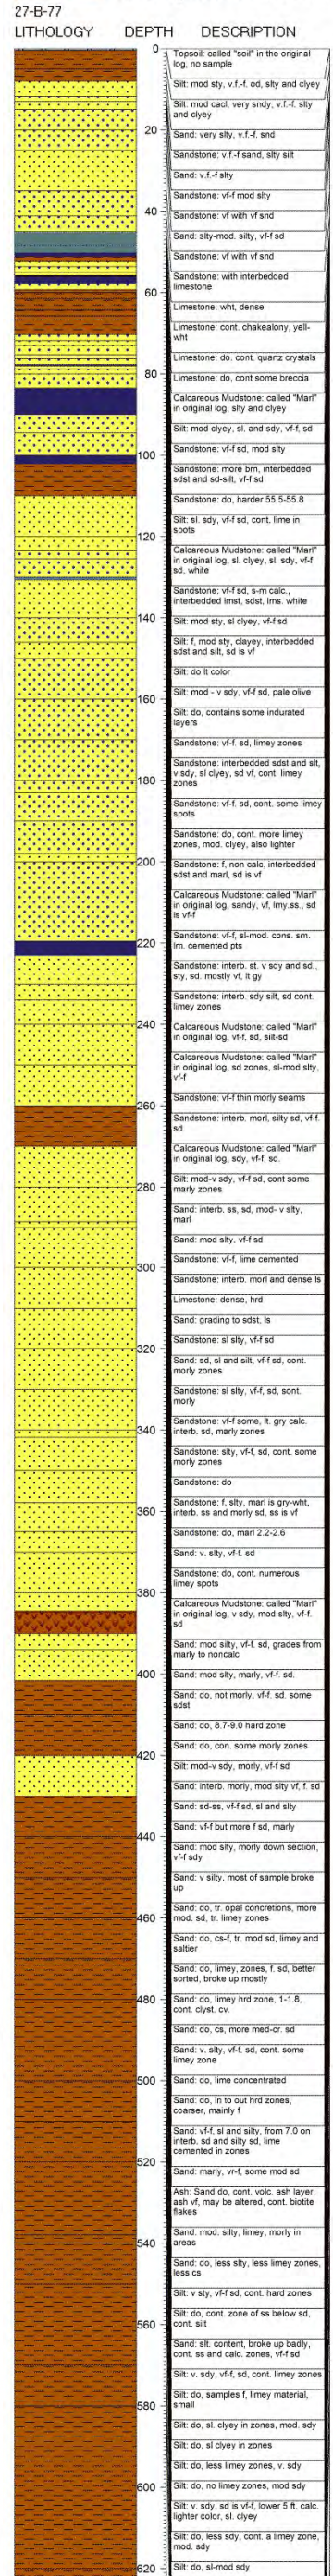 27-B-77
LITHOLOGY DEPTH DESCRIPTION
0
20
40
60
80
100
120
140
160
180
200
220
240
260
280
300
320
340
360
380
400
420
440
460
480
500
520
540
560
580
600
620
Topsoil: called "soil" in the original
log, no sample
Silt: mod sty, v.f.-f. od, slty and clyey
Silt: mod cacl, very sndy, v.f.-f. slty
and clyey
Sand: very slty, v.f.-f. snd
Sandstone: v.f.-f sand, slty silt
Sand: v.f.-f slty
Sandstone: vf-f mod slty
Sandstone: vf with vf snd
Sand: slty-mod. silty, vf-f sd
Sandstone: vf with vf snd
Sandstone: with interbedded
limestone
Limestone: wht, dense
Limestone: cont. chakealony, yell-
wht
Limestone: do. cont. quartz crystals
Limestone: do, cont some breccia
Calcareous Mudstone: called "Marl"
in original log, slty and clyey
Silt: mod clyey, sl. and sdy, vf-f, sd
Sandstone: vf-f sd, mod slty
Sandstone: more brn, interbedded
sdst and sd-silt, vf-f sd
Sandstone: do, harder 55.5-55.8
Silt: sl. sdy, vf-f sd, cont. lime in
spots
Calcareous Mudstone: called "Marl"
in original log, sl. clyey, sl. sdy, vf-f
sd, white
Sandstone: vf-f sd, s-m calc.,
interbedded lmst, sdst, lms. white
Silt: mod sty, sl clyey, vf-f sd
Silt: f, mod sty, clayey, interbedded
sdst and silt, sd is vf
Silt: do lt color
Silt: mod - v sdy, vf-f sd, pale olive
Silt: do, contains some indurated
layers
Sandstone: vf-f. sd, limey zones
Sandstone: interbedded sdst and slt,
v.sdy, sl clyey, sd vf, cont. limey
zones
Sandstone: vf-f. sd, cont. some limey
spots
Sandstone: do, cont. more limey
zones, mod. clyey, also lighter
Sandstone: f, non calc, interbedded
sdst and marl, sd is vf
Calcareous Mudstone: called "Marl"
in original log, sandy, vf, lmy.ss., sd
is vf-f
Sandstone: vf-f, sl-mod. cons. sm.
lm. cemented pts
Sandstone: interb. st. v sdy and sd.,
sty, sd. mostly vf, lt gy
Sandstone: interb. sdy silt, sd cont.
limey zones
Calcareous Mudstone: called "Marl"
in original log, vf-f, sd, silt-sd
Calcareous Mudstone: called "Marl"
in original log, sd zones, sl-mod slty,
vf-f
Sandstone: vf-f thin morly seams
Sandstone: interb. morl, silty sd, vf-f.
sd
Calcareous Mudstone: called "Marl"
in original log, sdy, vf-f. sd.
Silt: mod-v sdy, vf-f sd, cont some
marly zones
Sand: interb. ss, sd, mod- v slty,
marl
Sand: mod slty, vf-f sd
Sandstone: vf-f, lime cemented
Sandstone: interb. morl and dense ls
Limestone: dense, hrd
Sand: grading to sdst, ls
Sandstone: sl slty, vf-f sd
Sand: sd, sl and silt, vf-f sd, cont.
morly zones
Sandstone: sl slty, vf-f, sd, sont.
morly
Sandstone: vf-f some, lt. gry calc.
interb. sd, marly zones
Sandstone: slty, vf-f, sd, cont. some
morly zones
Sandstone: do
Sandstone: f, slty, marl is gry-wht,
interb. ss and morly sd, ss is vf
Sandstone: do, marl 2.2-2.6
Sand: v. slty, vf-f. sd
Sandstone: do, cont. numerous
limey spots
Calcareous Mudstone: called "Marl"
in original log, v sdy, mod slty, vf-f.
sd
Sand: mod silty, vf-f. sd, grades from
marly to noncalc
Sand: mod slty, marly, vf-f. sd.
Sand: do, not morly, vf-f. sd. some
sdst
Sand: do, 8.7-9.0 hard zone
Sand: do, con. some morly zones
Silt: mod-v sdy, morly, vf-f sd
Sand: interb. morly, mod slty vf, f. sd
Sand: sd-ss, vf-f sd, sl and slty
Sand: vf-f but more f sd, marly
Sand: mod slty, morly down section,
vf-f sdy
Sand: v silty, most of sample broke
up
Sand: do, tr. opal concretions, more
mod. sd, tr. limey zones
Sand: do, cs-f, tr. mod sd, limey and
saltier
Sand: do, limey, zones, f. sd, better
sorted, broke up mostly
Sand: do, limey hrd zone, 1-1.8,
cont. clyst. cv.
Sand: do, cs, more med-cr. sd
Sand: v. slty, vf-f. sd, cont. some
limey zone
Sand: do, lime concentrated
Sand: do, in to out hrd zones,
coarser, mainly f
Sand: vf-f, sl and silty, from 7.0 on
interb. sd and silty sd, lime
cemented in zones
Sand: marly, vr-f, some mod sd
Ash: Sand do, cont. volc. ash layer,
ash vf, may be altered, cont. biotite
flakes
Sand: mod. silty, limey, morly in
areas
Sand: do, less slty, less limey zones,
less cs
Silt: v sty, vf-f sd, cont. hard zones
Silt: do, cont. zone of ss below sd,
cont. silt
Sand: slt. content, broke up badly,
cont. ss and calc. zones, vf-f sd
Silt: v. sdy, vf-f, sd, cont. limey zones
Silt: do, samples f, limey material,
small
Silt: do, sl. clyey in zones, mod. sdy
Silt: do, sl clyey in zones
Silt: do, less limey zones, v. sdy
Silt: do, no limey zones, mod sdy
Silt: v. sdy, sd is vf-f, lower 5 ft. calc.
lighter color, sl. clyey
Silt: do, less sdy, cont. a limey zone,
mod. sdy
Silt: do, sl-mod sdy